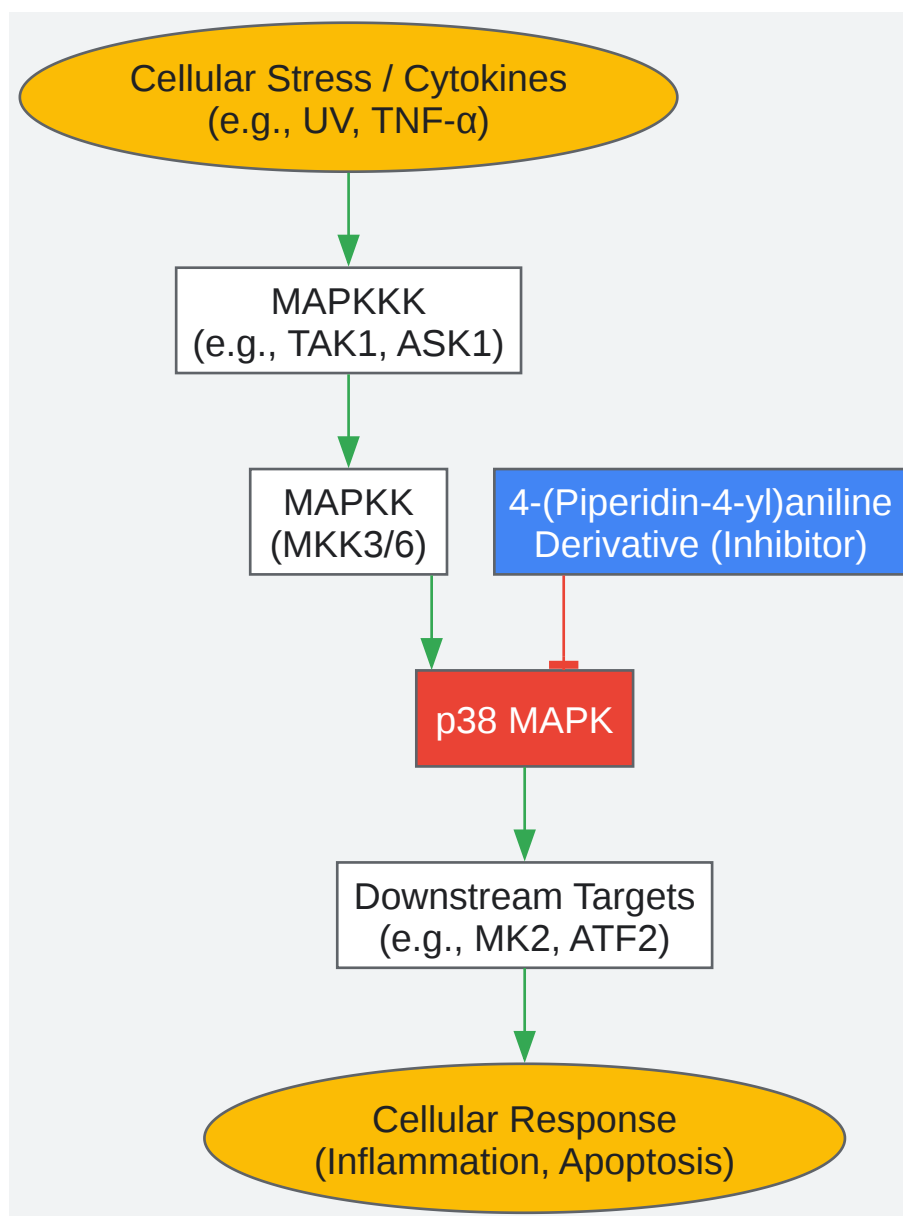 Cellular Stress / Cytokines
(e.g., UV, TNF-α)
MAPKKK
(e.g., TAK1, ASK1)
MAPKK
(MKK3/6)
4-(Piperidin-4-yl)aniline
Derivative (Inhibitor)
p38 MAPK
Downstream Targets
(e.g., MK2, ATF2)
Cellular Response
(Inflammation, Apoptosis)